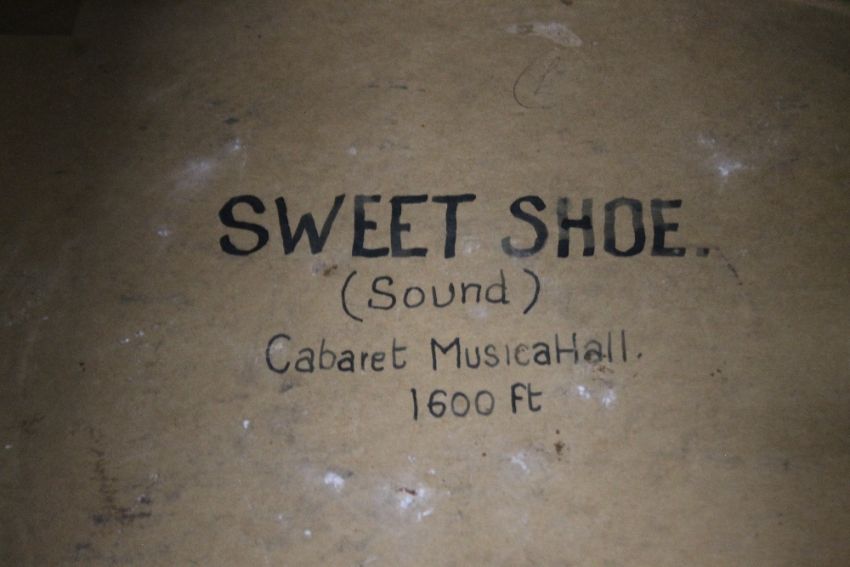 SWEET SHOE.
(Sound)
Cabaret MusicaHall.
1600 Ft